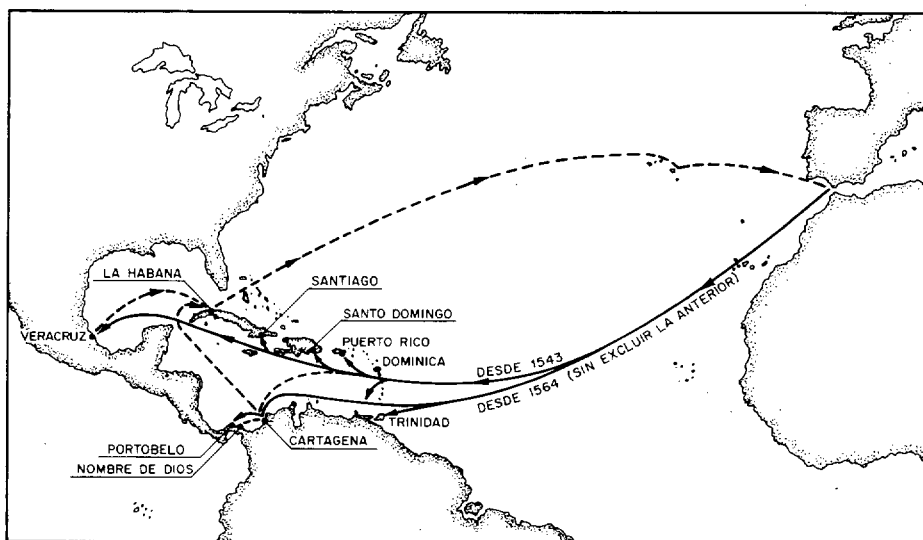 LA HABANA
SANTIAGO
SANTO DOMINGO
VERACRUZ
PUERTO RICO
DOMINICA
DESDE 1543
DESDE 1564 (SIN EXCLUIR LA ANTERIOR)
TRINIDAD
CARTAGENA
PORTOBELO
NOMBRE DE DIOS